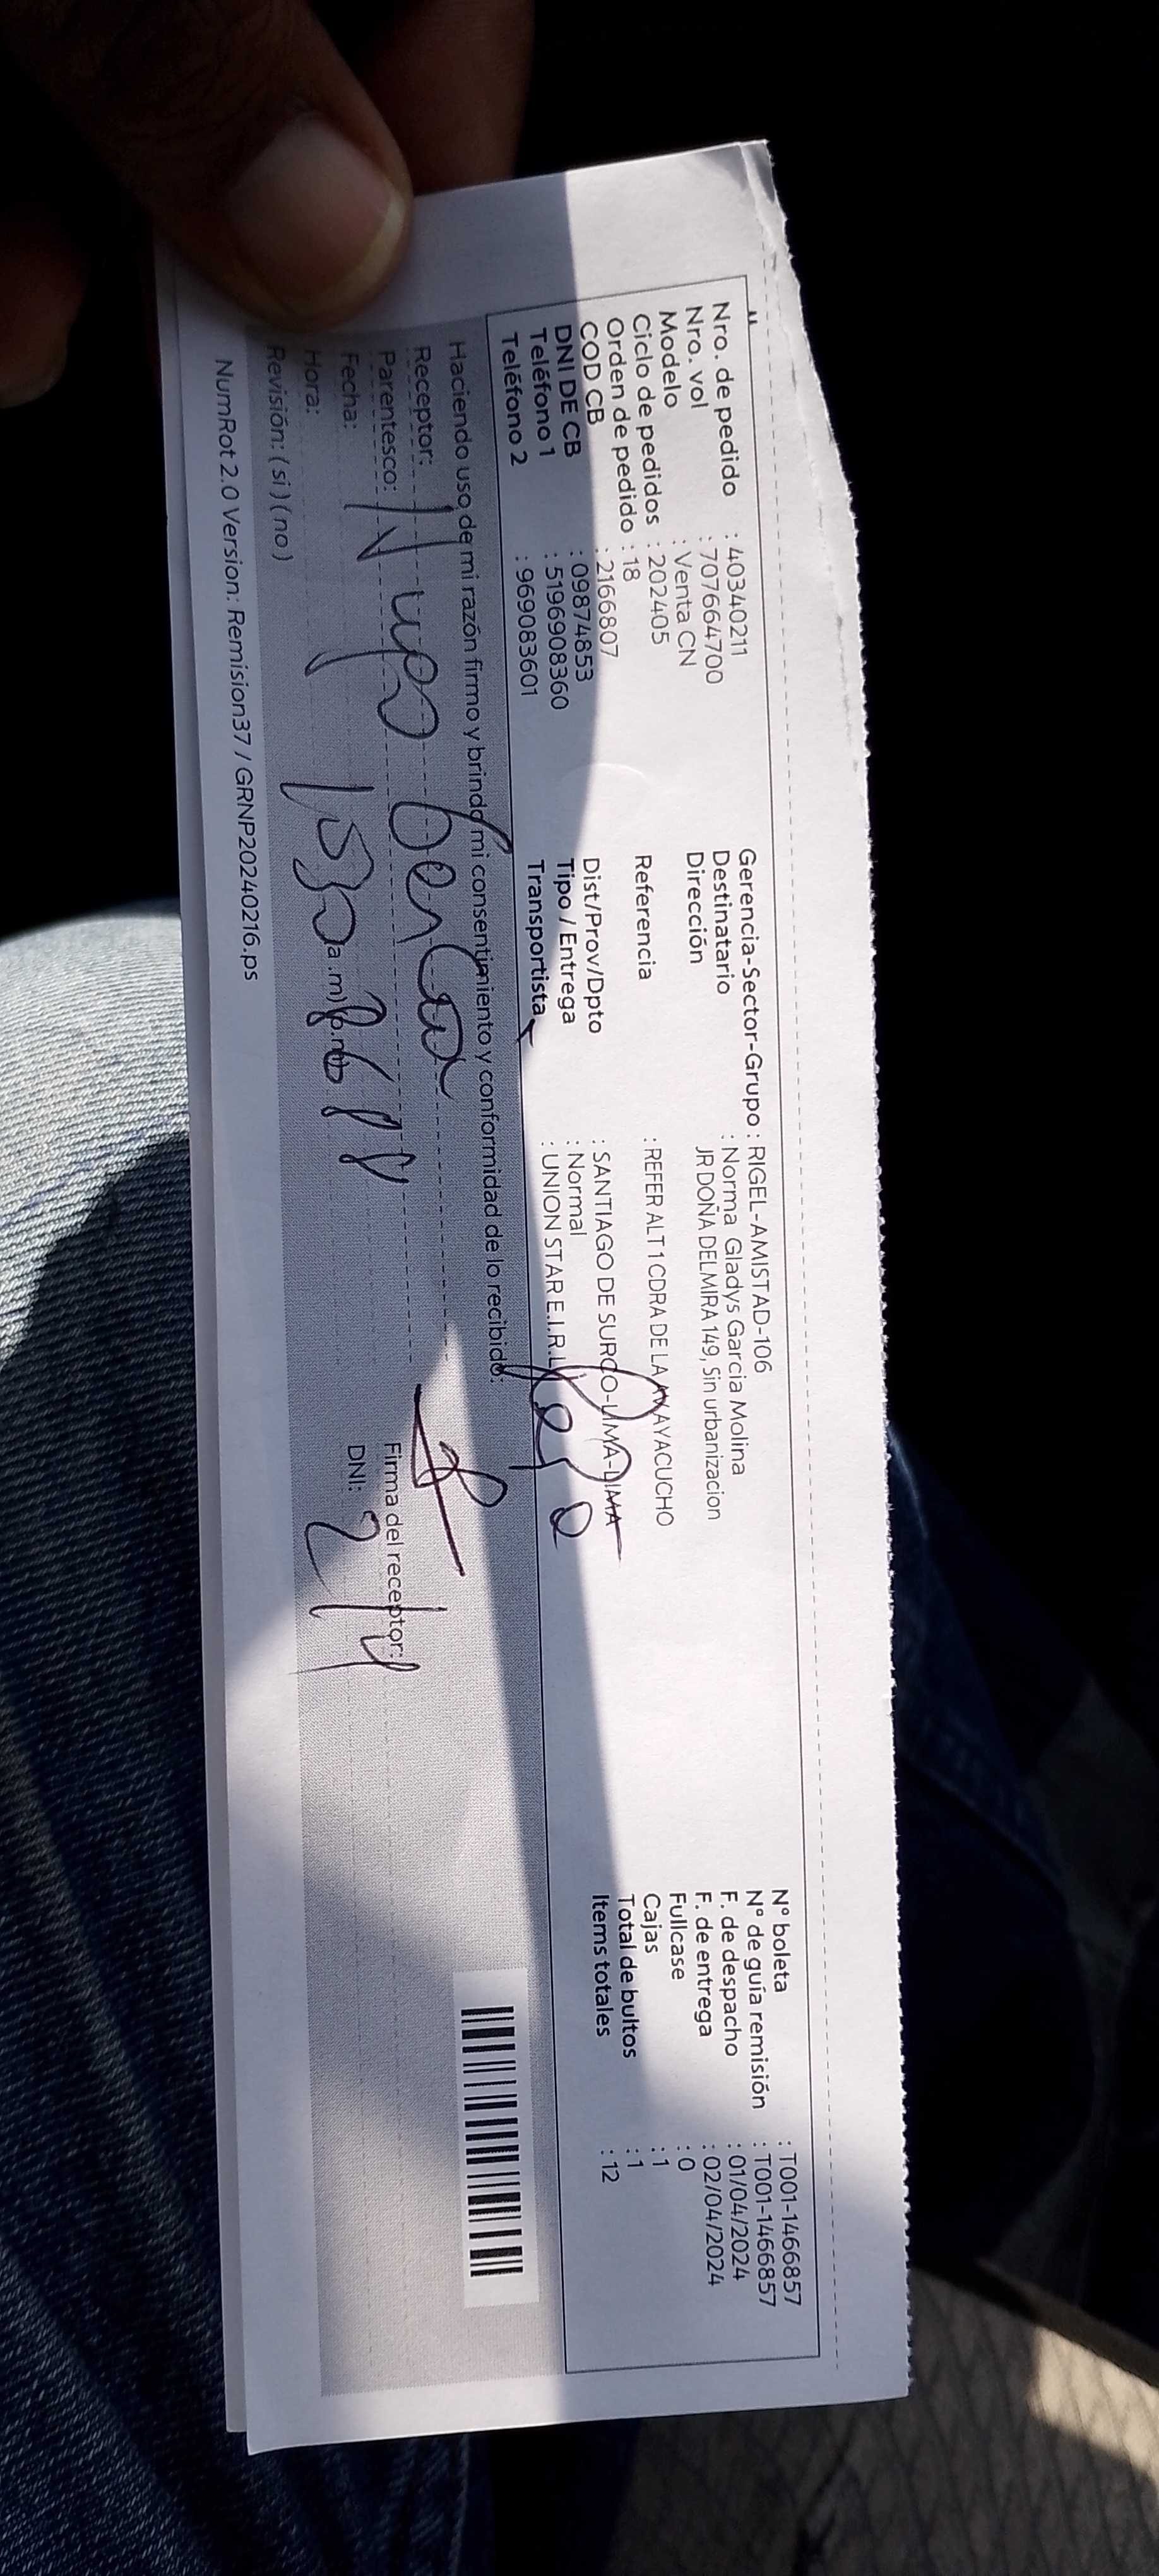 Nro. de pedido : 40340211
Nro. vol : 707664700
Modelo : Venta CN
Ciclo de pedidos : 202405
Orden de pedido : 18
COD CB : 2166807
DNI DE CB : 09874853
Teléfono 1 : 5196908360
Teléfono 2 : 969083601
Gerencia-Sector-Grupo : RIGEL-AMISTAD-106
Destinatario : Norma Gladys Garcia Molina
Dirección JR DOÑA DELMIRA 149, Sin urbanizacion
Referencia : REFER ALT 1 CDRA DE LA AYACUCHO
Dist/Prov/Dpto : SANTIAGO DE SURCO-LIMA-LIMA
Tipo / Entrega : Normal
Transportista : UNION STAR E.I.R.L
N° boleta : T001-1466857
N° de guía remisión : T001-1466857
F. de despacho : 01/04/2024
F. de entrega : 02/04/2024
Fullcase : 0
Cajas : 1
Total de bultos : 1
Items totales : 12
Haciendo uso de mi razón firmo y brindo mi consentimiento y conformidad de lo recibido:
Receptor:
Parentesco:
Fecha:
Hora: (a.m) (p.m)
Revisión: (si) (no)
Firma del receptor:
DNI:
NumRot 2.0 Version: Remision37 / GRNP20240216.ps